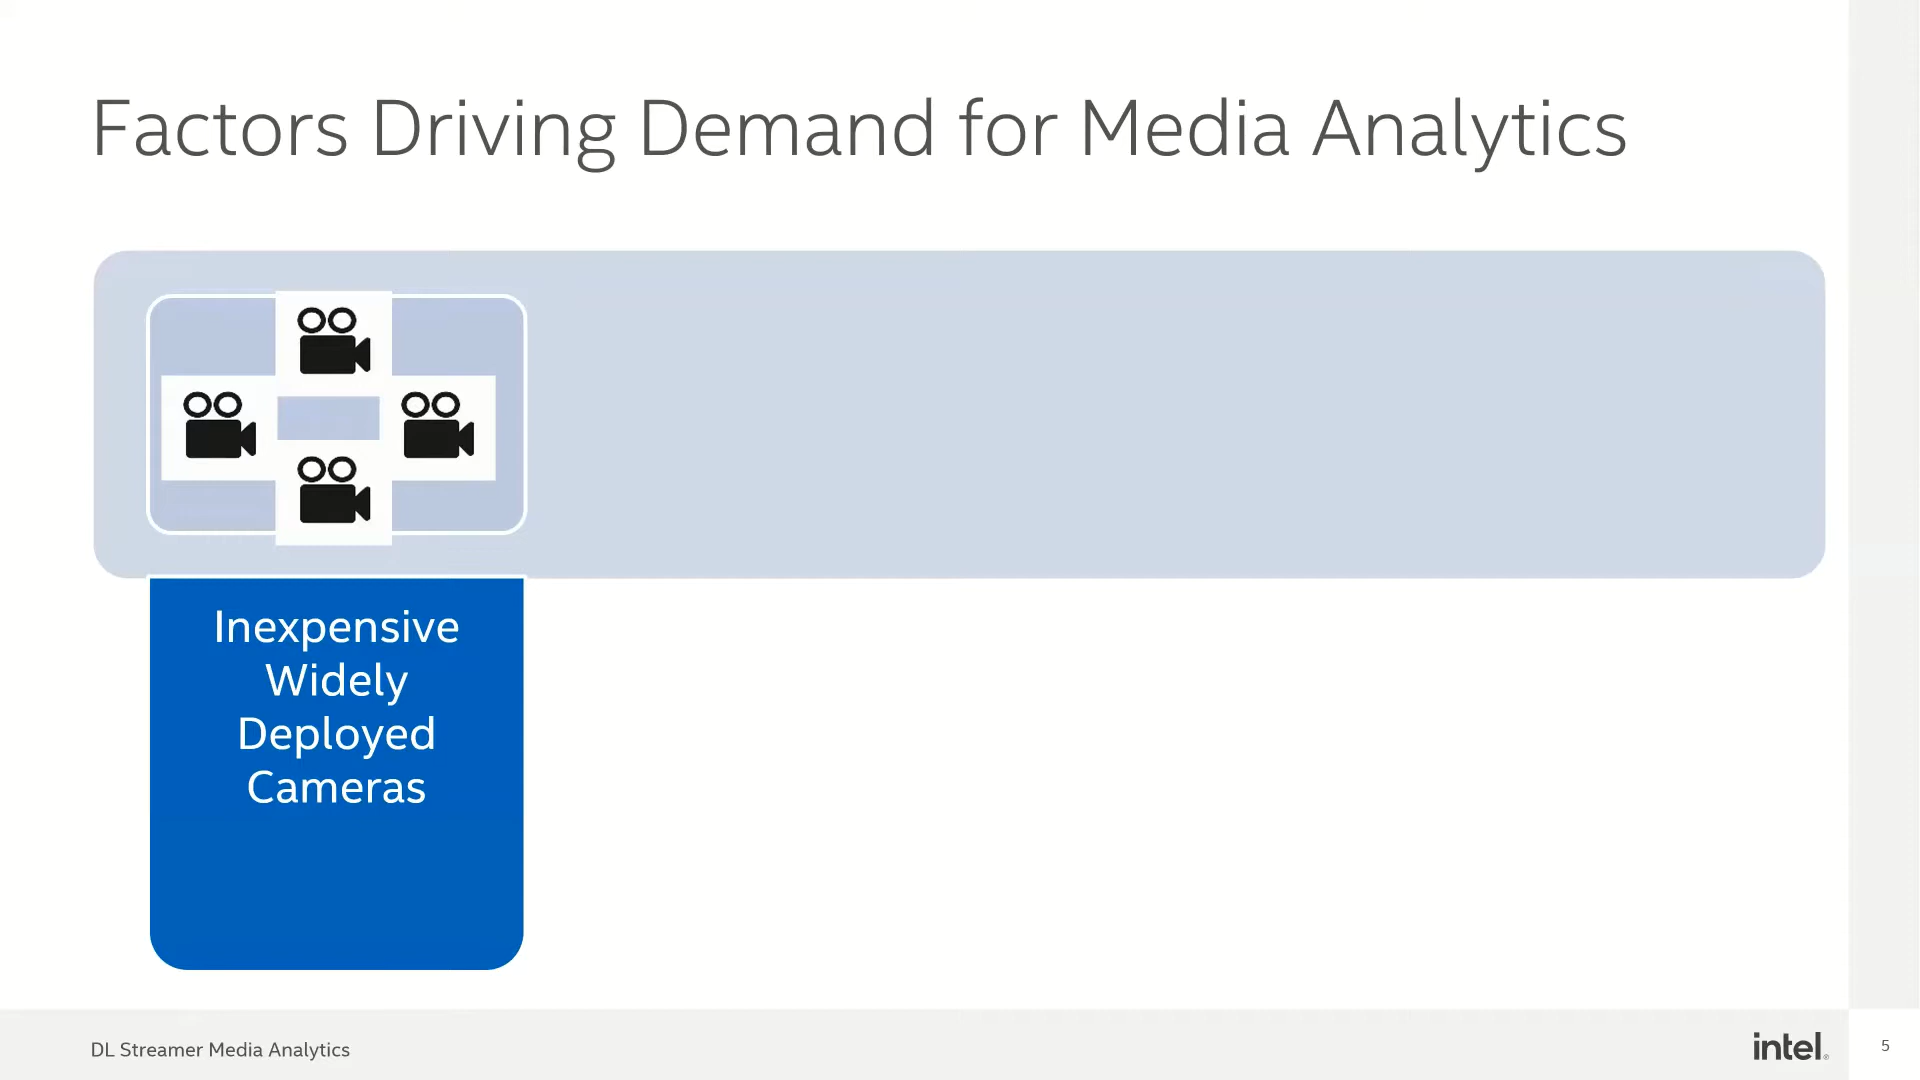 Factors Driving Demand for Media Analytics
Inexpensive
Widely
Deployed
Cameras
DL Streamer Media Analytics
intel®
5